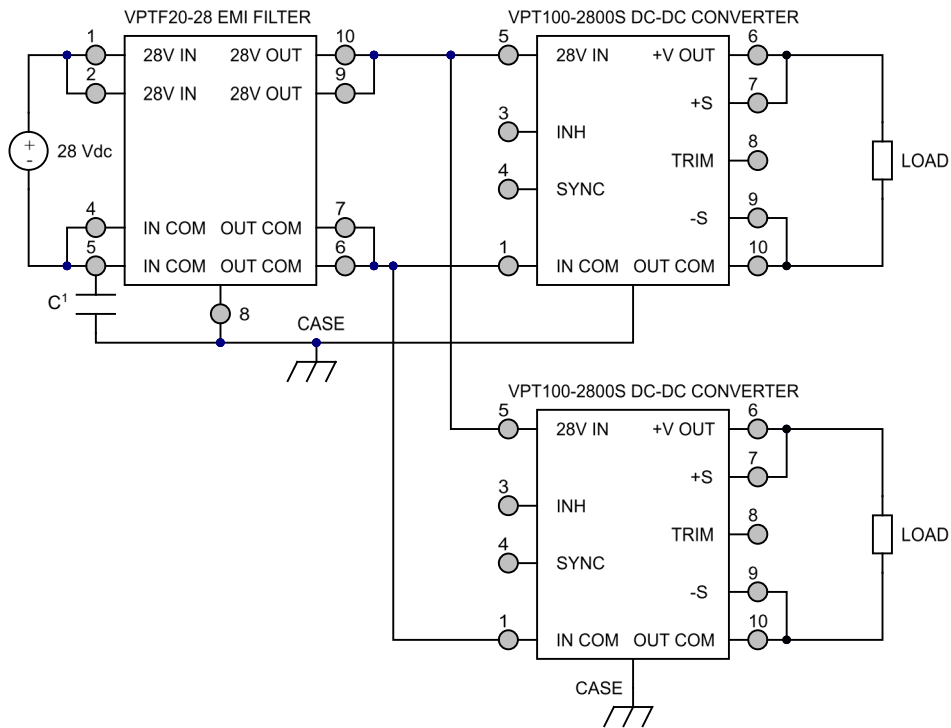 VPTF20-28 EMI FILTER
VPT100-2800S DC-DC CONVERTER
1
28V IN
28V OUT
10
2
28V IN
28V OUT
9
28 Vdc
+
-
4
IN COM
OUT COM
7
5
IN COM
OUT COM
6
C1
8
CASE
5
28V IN
+V OUT
6
+S
7
3
INH
TRIM
8
4
SYNC
-S
9
1
IN COM
OUT COM
10
LOAD
VPT100-2800S DC-DC CONVERTER
5
28V IN
+V OUT
6
+S
7
3
INH
TRIM
8
4
SYNC
-S
9
1
IN COM
OUT COM
10
LOAD
CASE